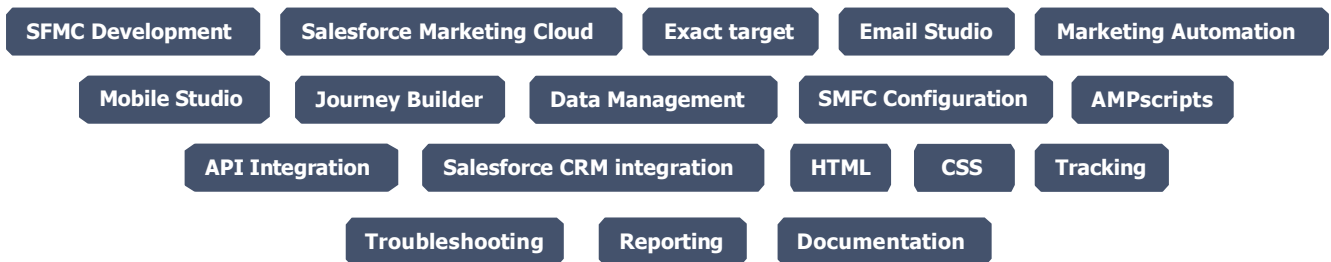 SFMC Development Salesforce Marketing Cloud Exact target Email Studio Marketing Automation
Mobile Studio Journey Builder Data Management SMFC Configuration AMPscripts
API Integration Salesforce CRM integration HTML CSS Tracking
Troubleshooting Reporting Documentation